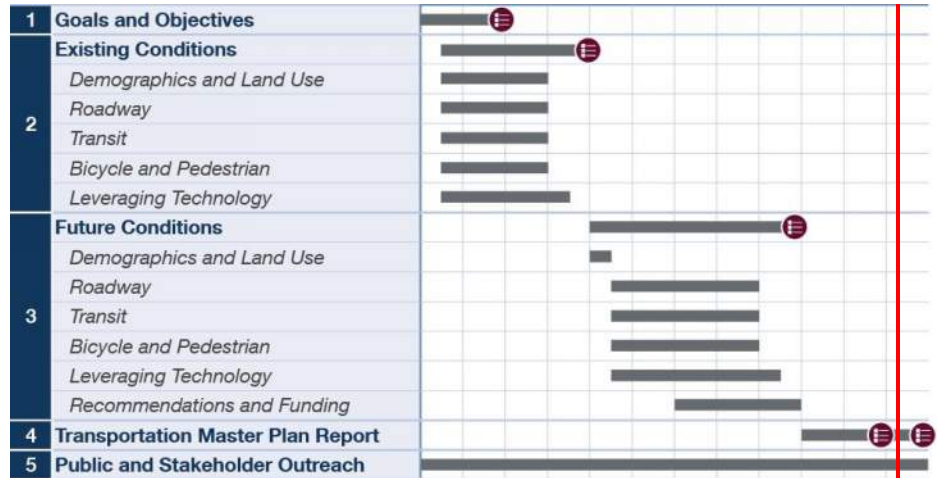 1 Goals and Objectives
Existing Conditions
Demographics and Land Use
Roadway
2
Transit
Bicycle and Pedestrian
Leveraging Technology
Future Conditions
Demographics and Land Use
Roadway
3 Transit
Bicycle and Pedestrian
Leveraging Technology
Recommendations and Funding
4 Transportation Master Plan Report
5 Public and Stakeholder Outreach